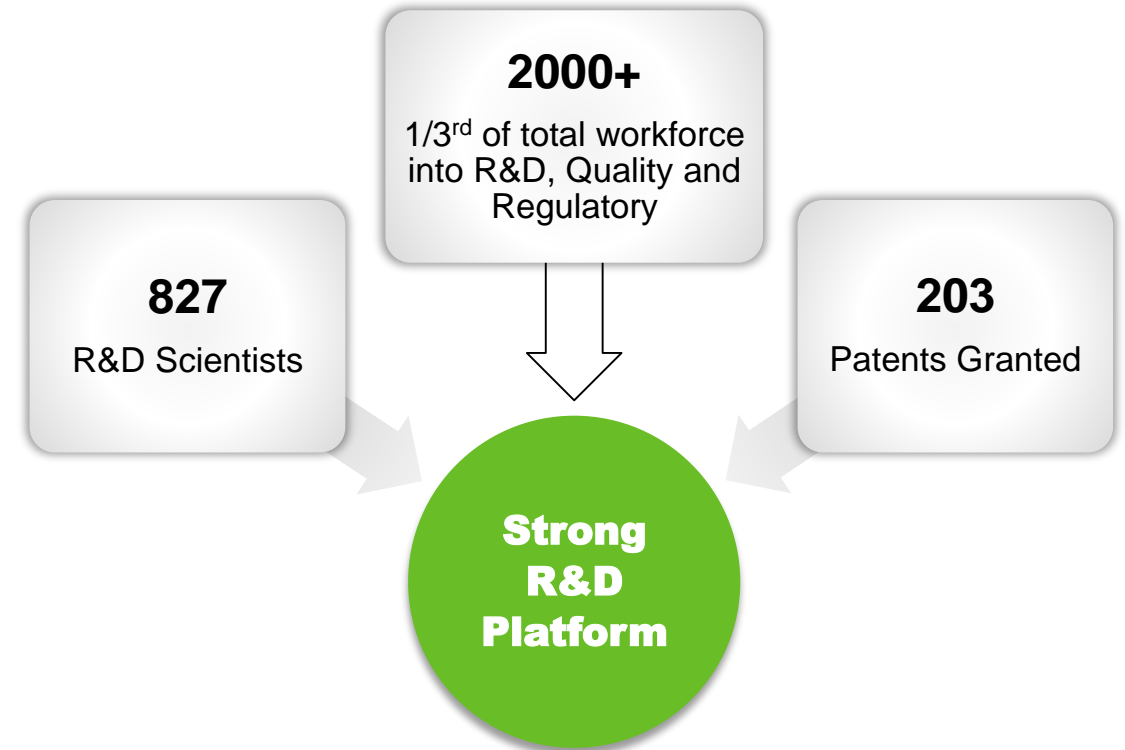 2000+
1/3rd of total workforce
into R&D, Quality and
Regulatory
827
R&D Scientists
203
Patents Granted
Strong
R&D
Platform